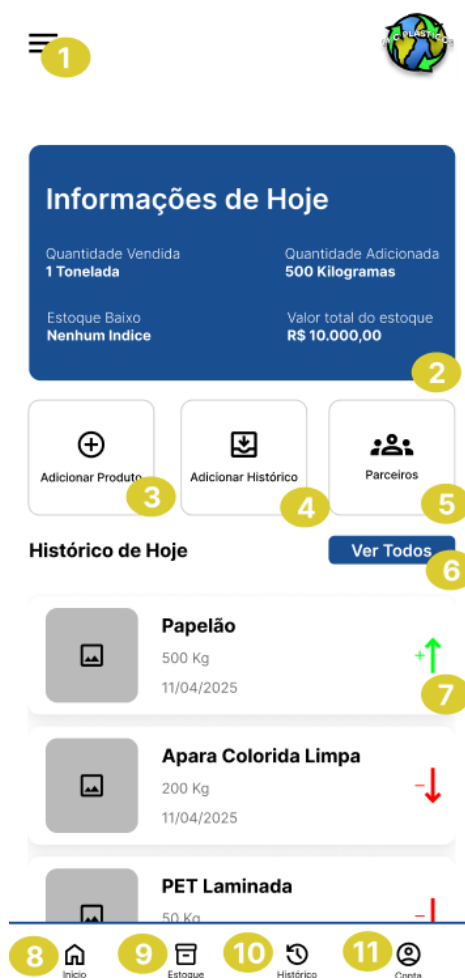 1
PLÁSTICOS
Informações de Hoje
Quantidade Vendida
1 Tonelada
Quantidade Adicionada
500 Kilogramas
Estoque Baixo
Nenhum Indice
Valor total do estoque
R$ 10.000,00
2
Adicionar Produto
3
Adicionar Histórico
4
Parceiros
5
Histórico de Hoje
Ver Todos
6
Papelão
500 Kg
11/04/2025
+
7
Apara Colorida Limpa
200 Kg
11/04/2025
-
PET Laminada
50 Kg
-
8
Início
9
Estoque
10
Histórico
11
Conta